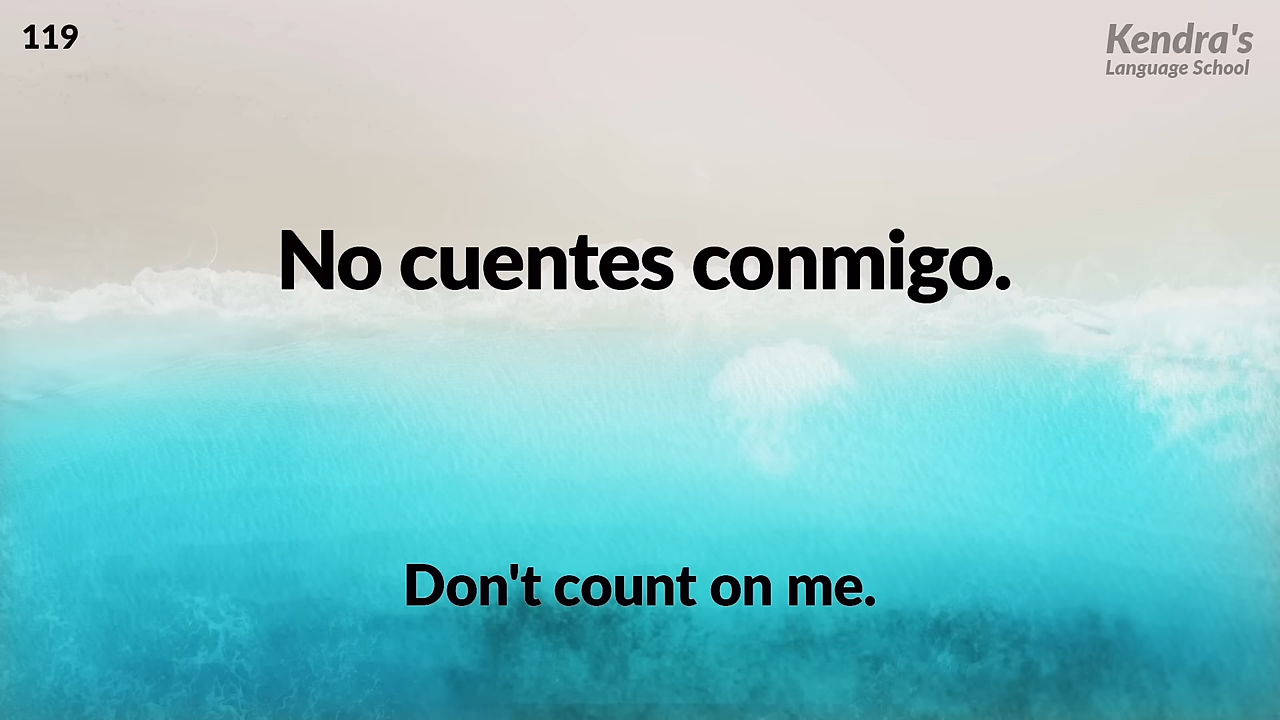 119
Kendra's
Language School
No cuentes conmigo.
Don't count on me.